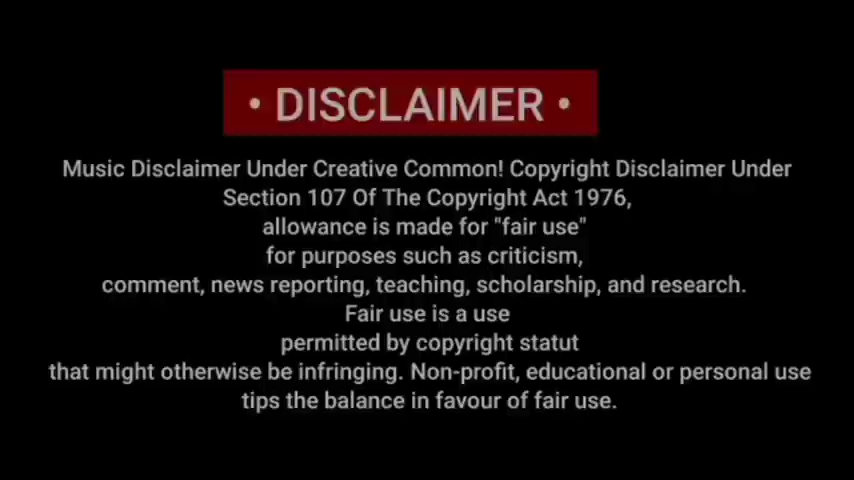 • DISCLAIMER •
Music Disclaimer Under Creative Common! Copyright Disclaimer Under
Section 107 Of The Copyright Act 1976,
allowance is made for "fair use"
for purposes such as criticism,
comment, news reporting, teaching, scholarship, and research.
Fair use is a use
permitted by copyright statut
that might otherwise be infringing. Non-profit, educational or personal use
tips the balance in favour of fair use.